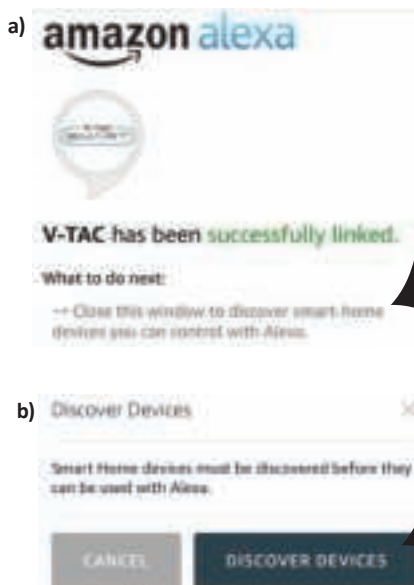 a)
amazon alexa
V-TAC has been successfully linked.
What to do next:
→ Close this window to discover smart-home
devices you can control with Alexa.
b) Discover Devices ×
Smart Home devices must be discovered before they
can be used with Alexa.
CANCEL DISCOVER DEVICES